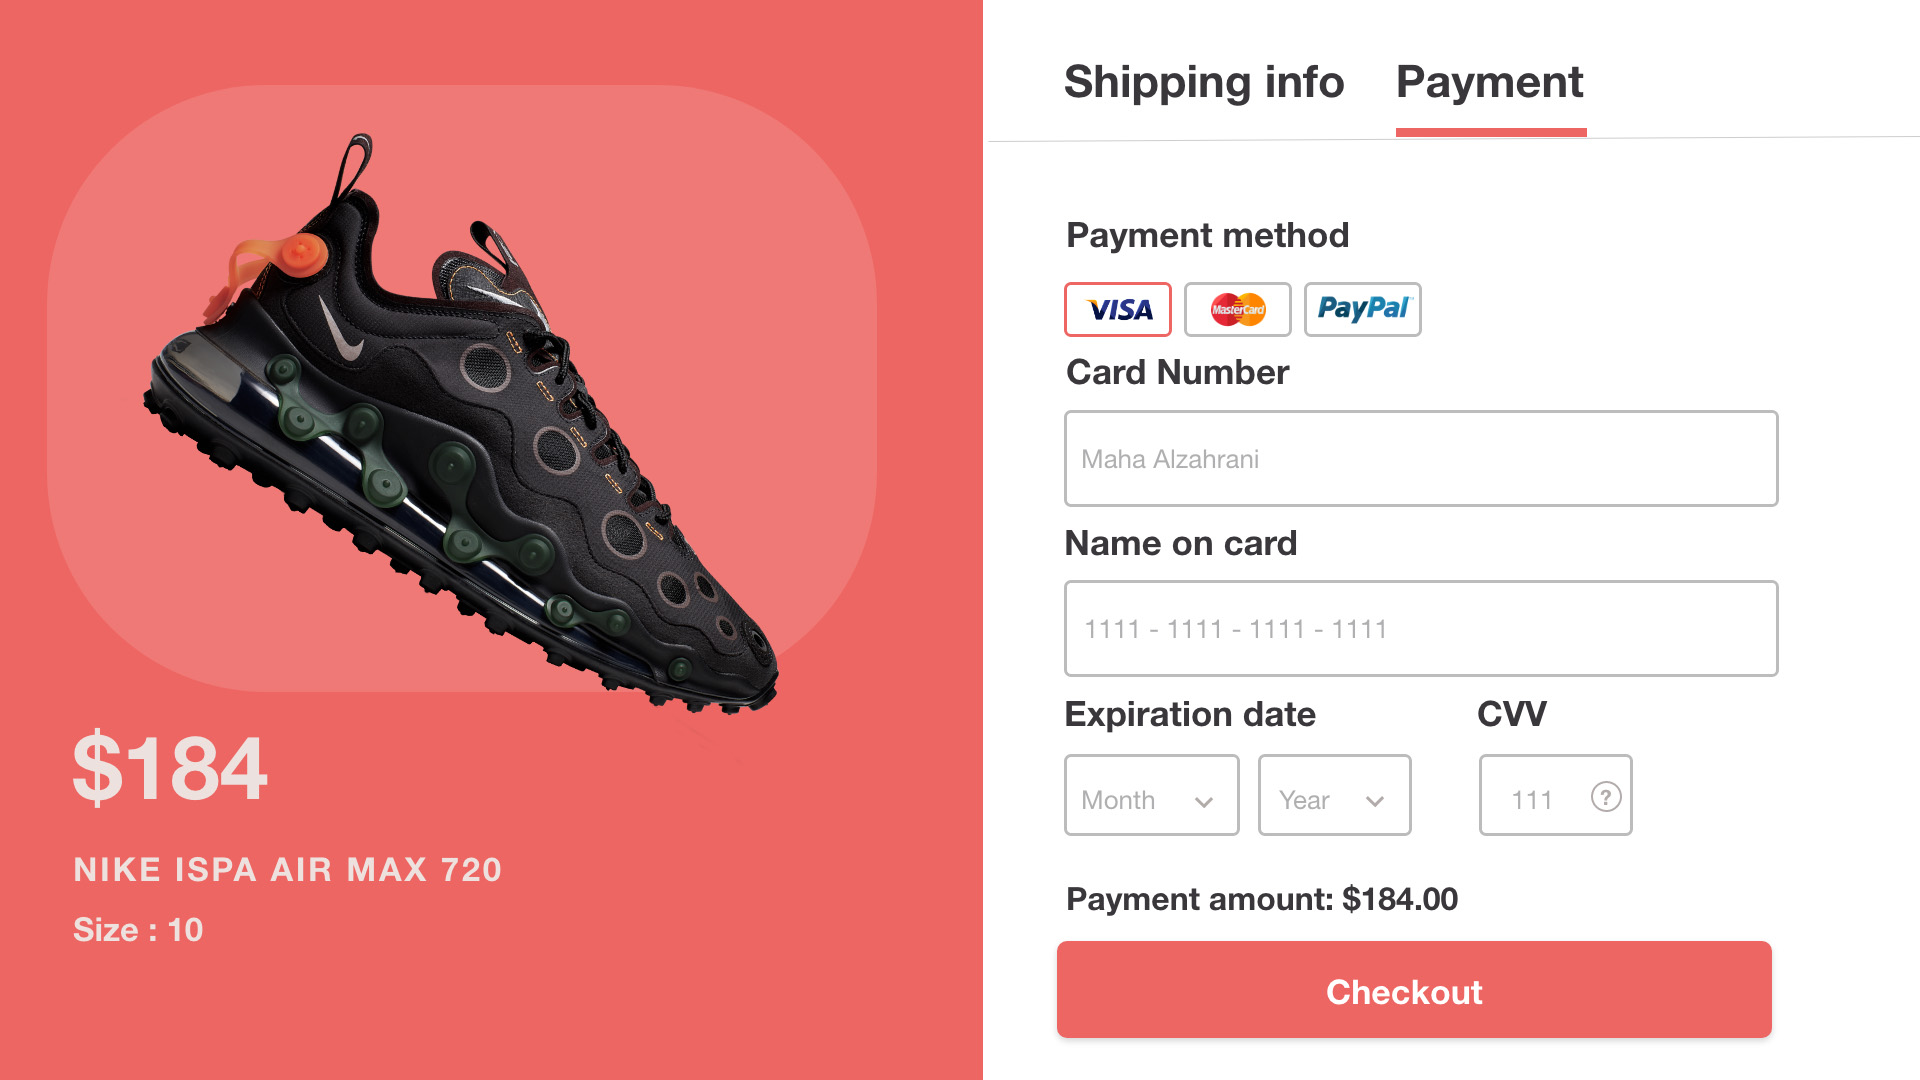 Shipping info Payment
Payment method
VISA MasterCard PayPal
Card Number
Maha Alzahrani
Name on card
1111 - 1111 - 1111 - 1111
Expiration date CVV
Month Year 111 ?
Payment amount: $184.00
Checkout
$184
NIKE ISPA AIR MAX 720
Size : 10